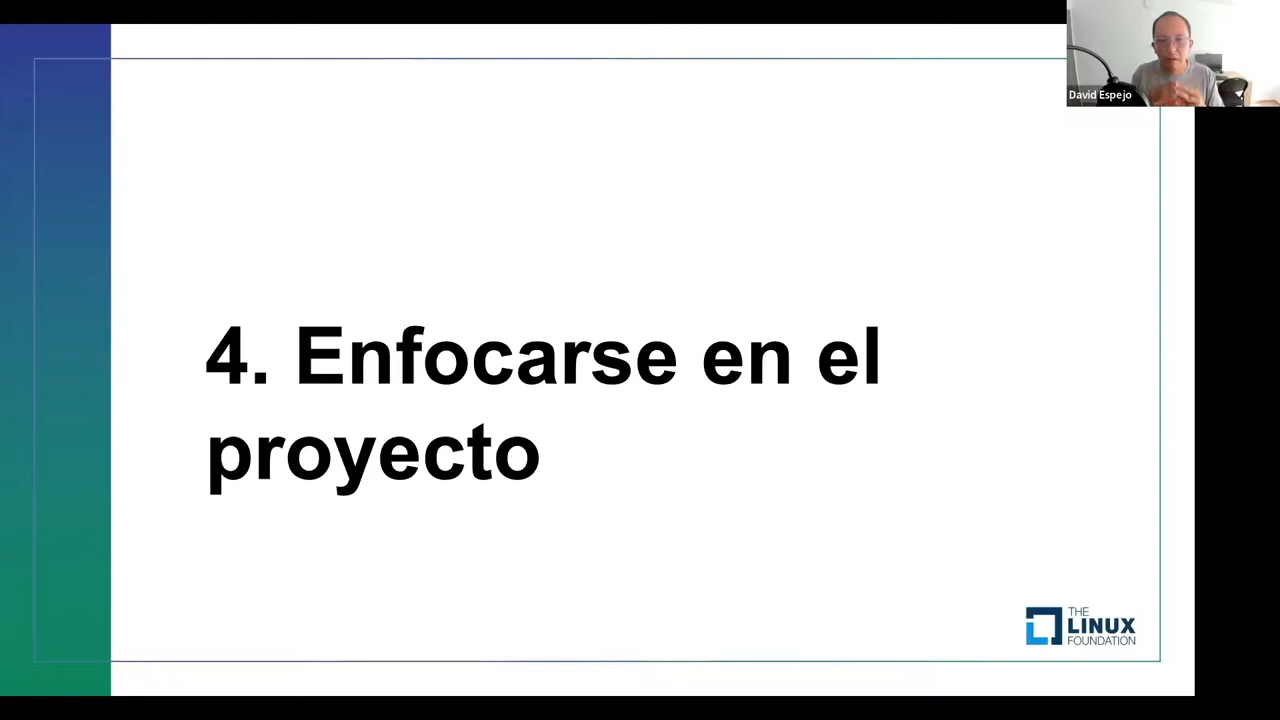 David Espejo
4. Enfocarse en el
proyecto
THE
LINUX
FOUNDATION